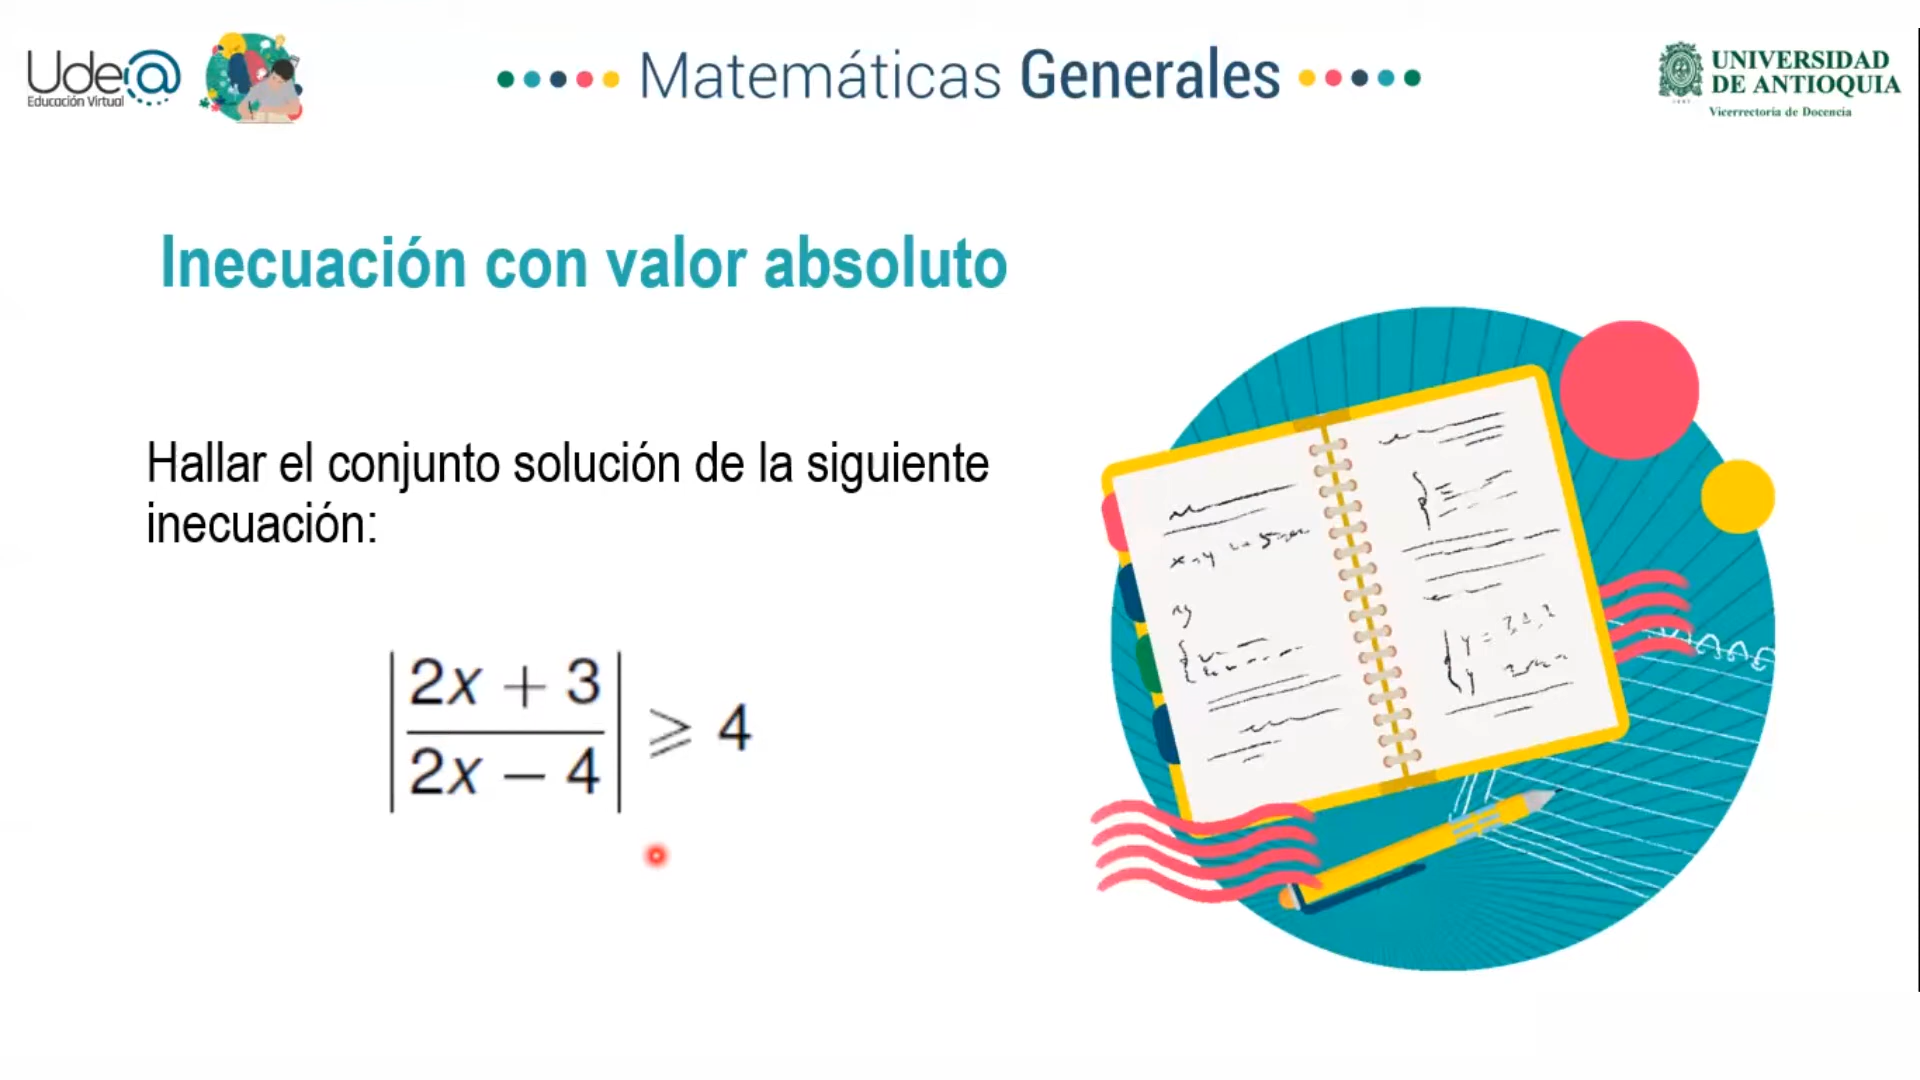 Ude@
Educación Virtual
Matemáticas Generales
UNIVERSIDAD
DE ANTIOQUIA
Vicerrectoría de Docencia
Inecuación con valor absoluto
Hallar el conjunto solución de la siguiente
inecuación:
|2x + 3 / 2x − 4| ⩾ 4